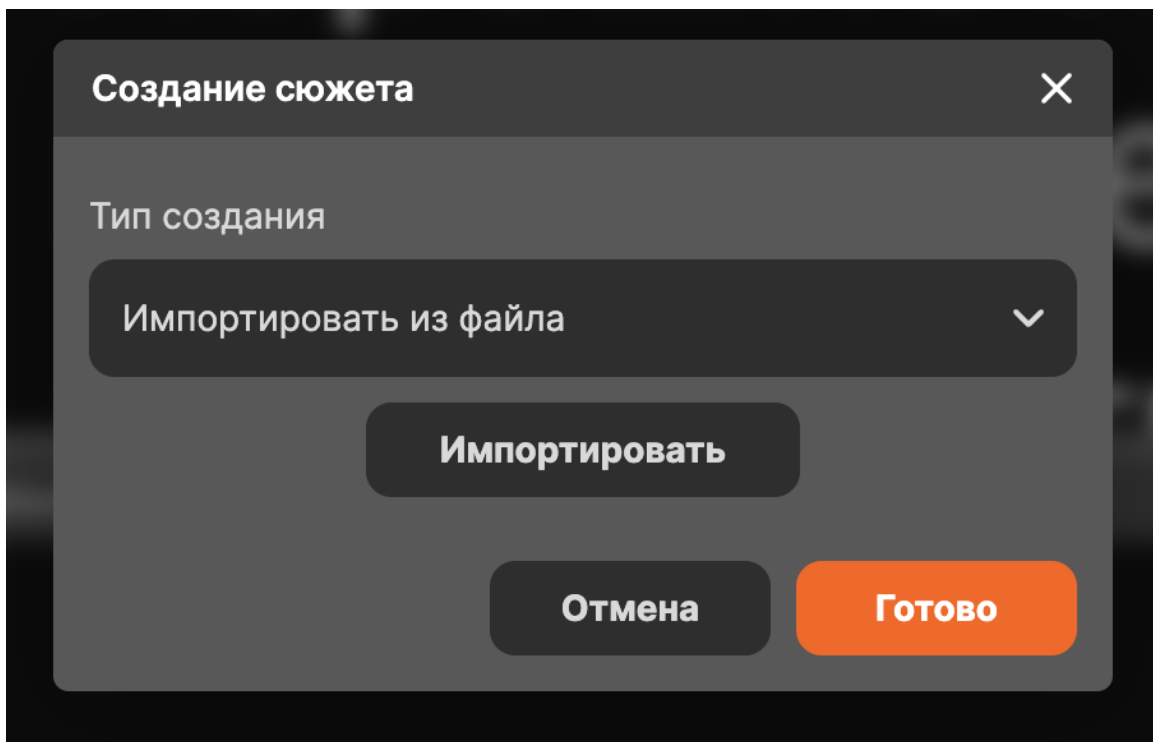 Создание сюжета
Тип создания
Импортировать из файла
Импортировать
Отмена
Готово